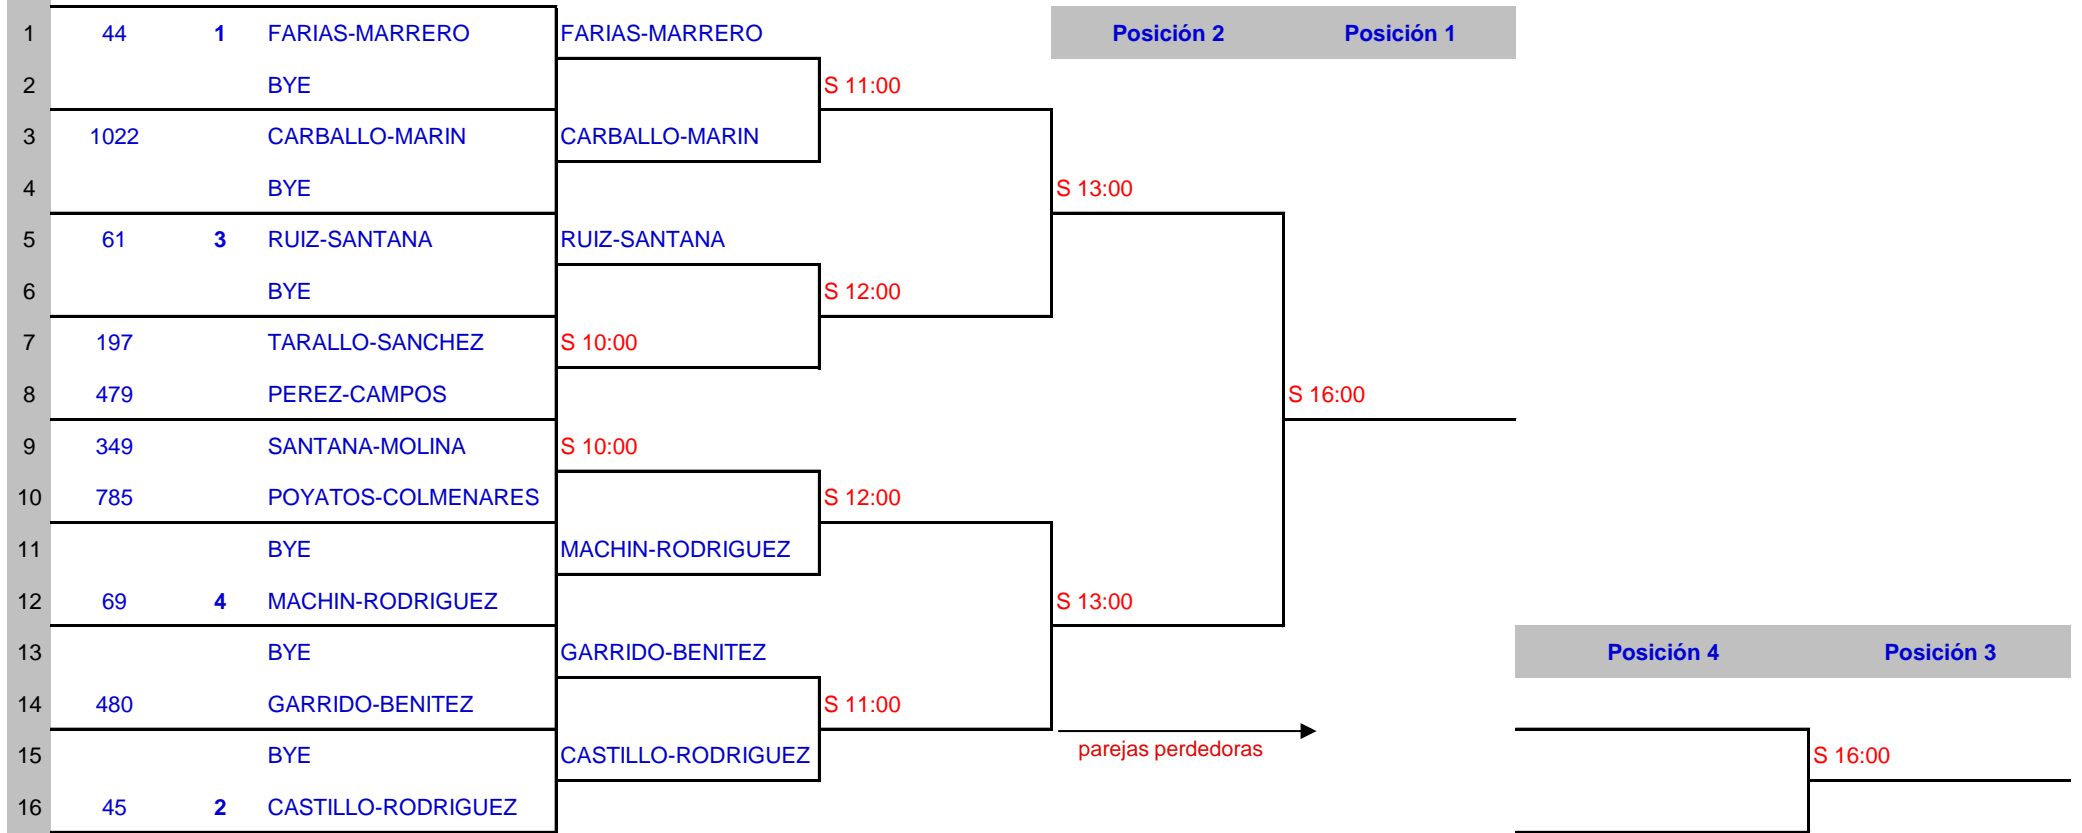 1 44 1 FARIAS-MARRERO FARIAS-MARRERO Posición 2 Posición 1
2 BYE S 11:00
3 1022 CARBALLO-MARIN CARBALLO-MARIN
4 BYE S 13:00
5 61 3 RUIZ-SANTANA RUIZ-SANTANA
6 BYE S 12:00
7 197 TARALLO-SANCHEZ S 10:00
8 479 PEREZ-CAMPOS S 16:00
9 349 SANTANA-MOLINA S 10:00
10 785 POYATOS-COLMENARES S 12:00
11 BYE MACHIN-RODRIGUEZ
12 69 4 MACHIN-RODRIGUEZ S 13:00
13 BYE GARRIDO-BENITEZ Posición 4 Posición 3
14 480 GARRIDO-BENITEZ S 11:00
15 BYE CASTILLO-RODRIGUEZ parejas perdedoras S 16:00
16 45 2 CASTILLO-RODRIGUEZ